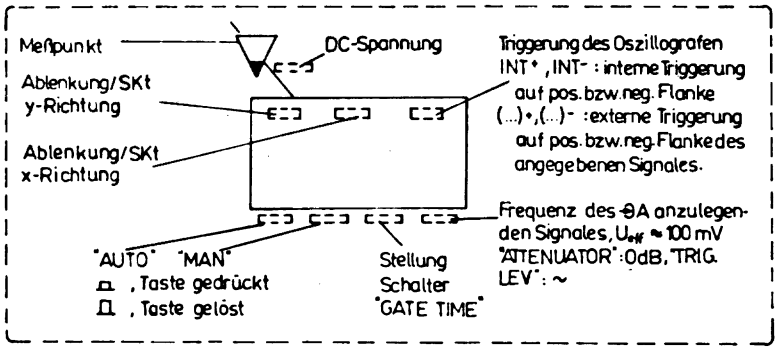 Meßpunkt
DC-Spannung
Ablenkung/SKt
y-Richtung
Ablenkung/SKt
x-Richtung
Triggerung des Oszillografen
INT⁺, INT⁻ : interne Triggerung
auf pos. bzw. neg. Flanke
(...)⁺, (...)⁻ : externe Triggerung
auf pos. bzw. neg. Flanke des
angegebenen Signales.
Frequenz des ⊖A anzulegen-
den Signales, Ueff ≈ 100 mV
"ATTENUATOR" : 0dB, "TRIG.
LEV" : ~
"AUTO" "MAN"
, Taste gedrückt
, Taste gelöst
Stellung
Schalter
"GATE TIME"